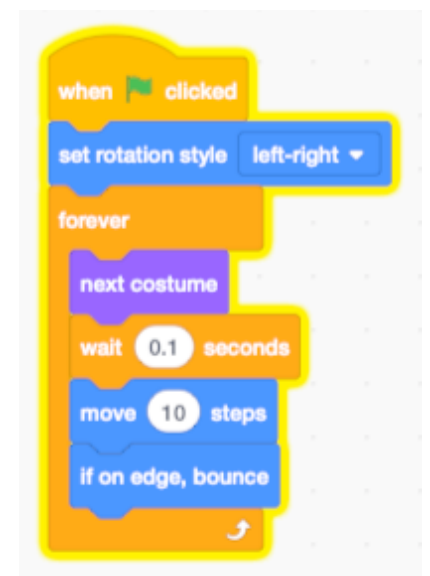 when clicked
set rotation style left-right
forever
next costume
wait 0.1 seconds
move 10 steps
if on edge, bounce